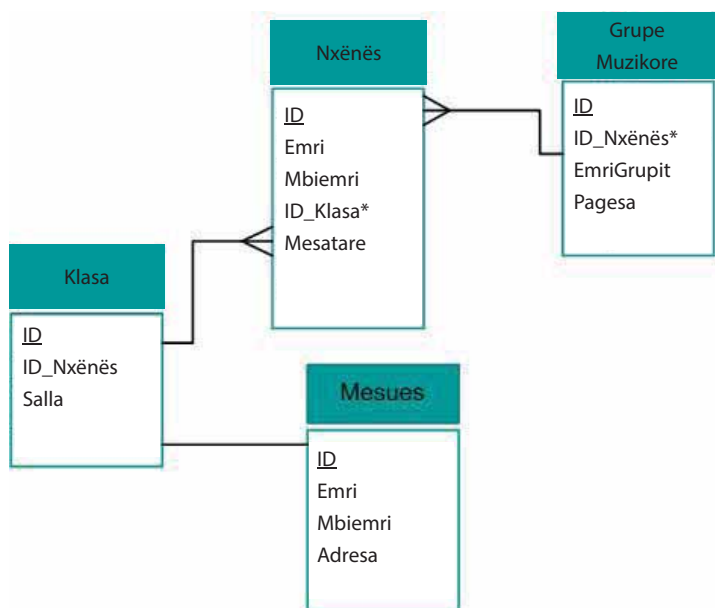 Nxënës
ID
Emri
Mbiemri
ID_Klasa*
Mesatare
Grupe
Muzikore
ID
ID_Nxënës*
EmriGrupit
Pagesa
Klasa
ID
ID_Nxënës
Salla
Mesues
ID
Emri
Mbiemri
Adresa